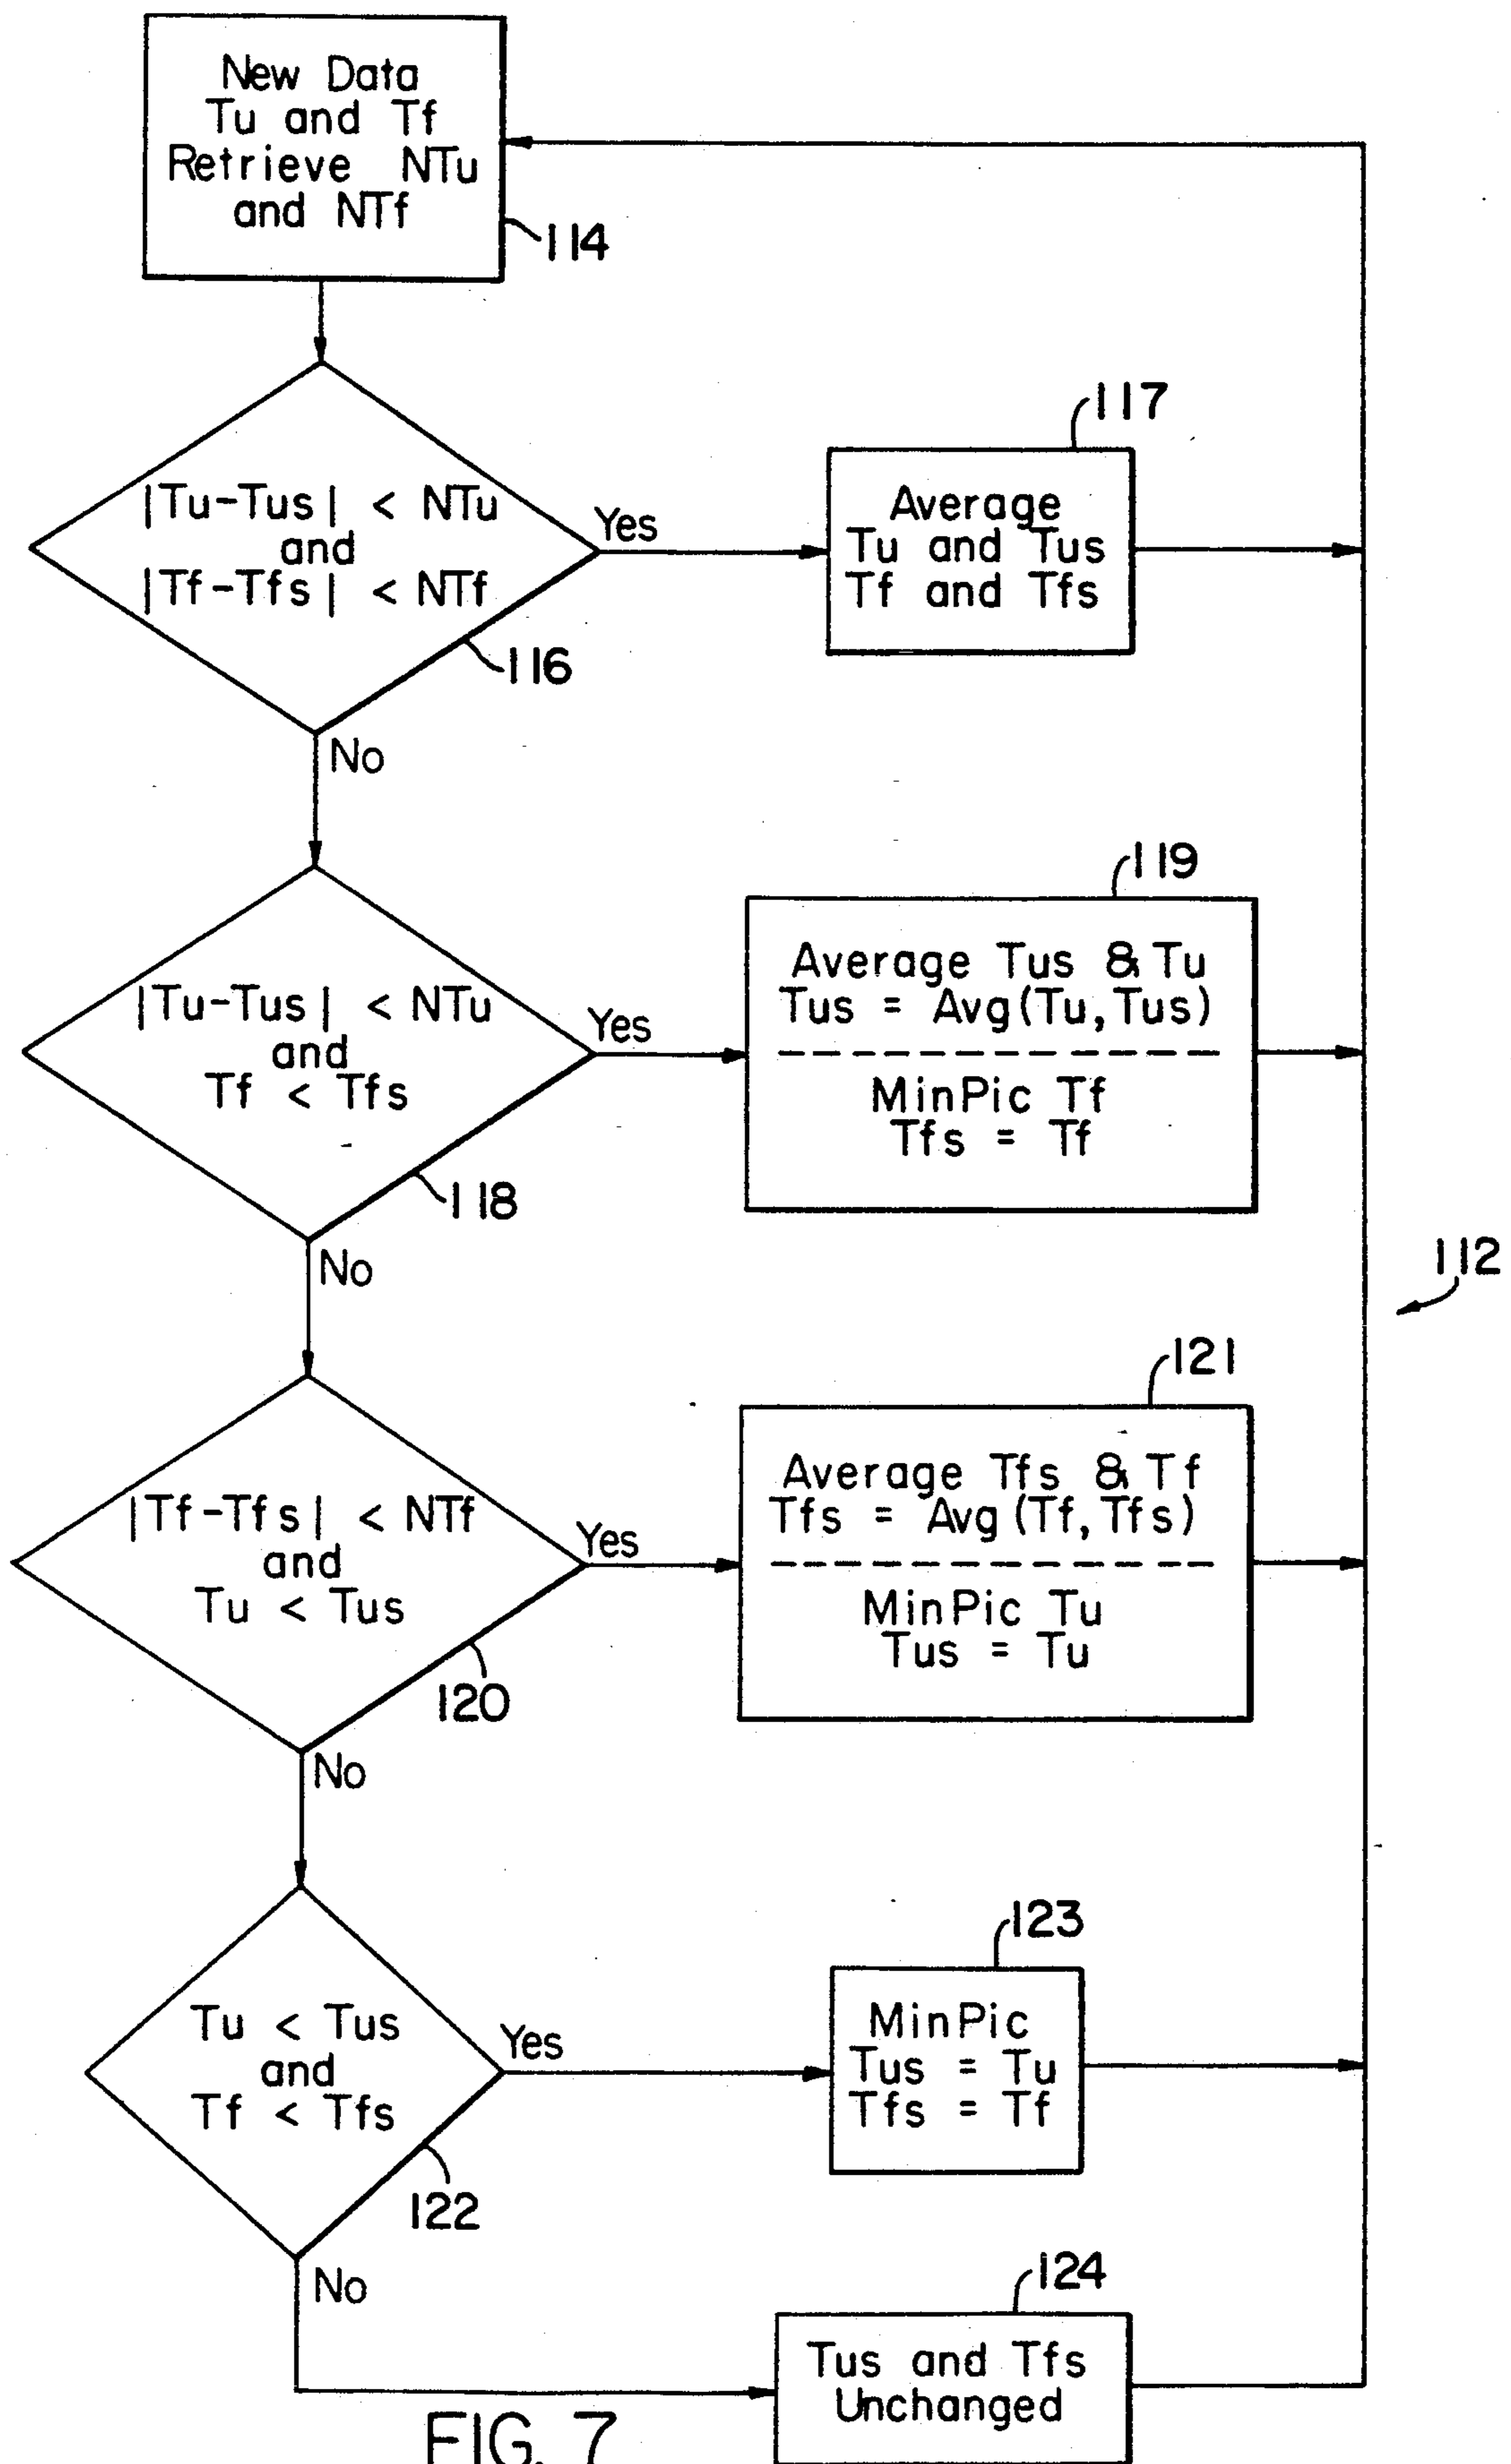 New Data
Tu and Tf
Retrieve NTu
and NTf
114
|Tu-Tus| < NTu
and
|Tf-Tfs| < NTf
116
Yes
No
117
Average
Tu and Tus
Tf and Tfs
|Tu-Tus| < NTu
and
Tf < Tfs
118
Yes
No
119
Average Tus & Tu
Tus = Avg(Tu,Tus)
MinPic Tf
Tfs = Tf
112
|Tf-Tfs| < NTf
and
Tu < Tus
120
Yes
No
121
Average Tfs & Tf
Tfs = Avg(Tf,Tfs)
MinPic Tu
Tus = Tu
Tu < Tus
and
Tf < Tfs
122
Yes
No
123
MinPic
Tus = Tu
Tfs = Tf
124
Tus and Tfs
Unchanged
FIG. 7